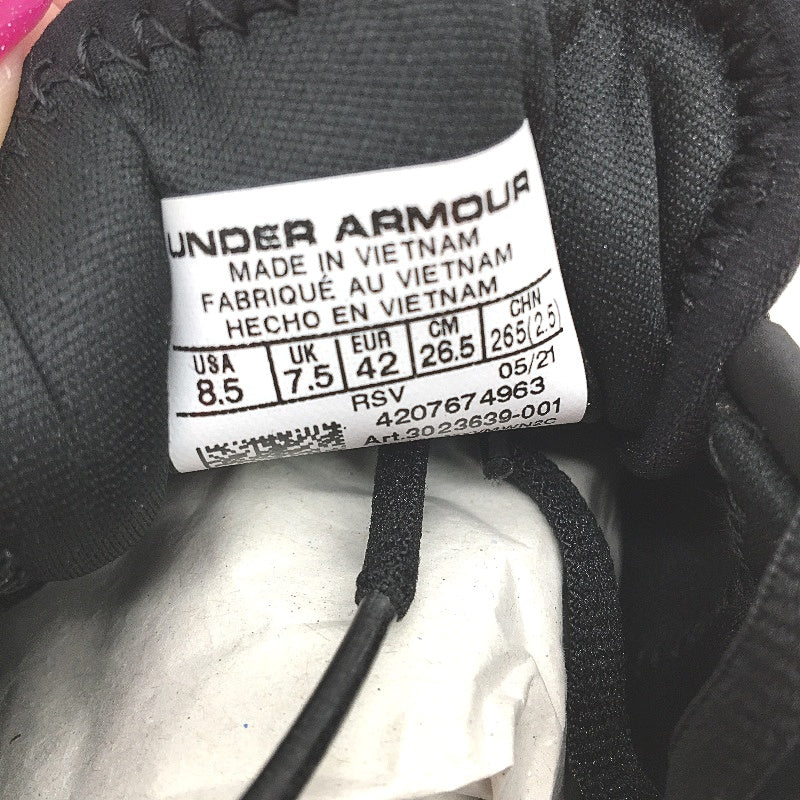 UNDER ARMOUR
MADE IN VIETNAM
FABRIQUÉ AU VIETNAM
HECHO EN VIETNAM
USA UK EUR CM CHN
8.5 7.5 42 26.5 265(2.5)
RSV 05/21
4207674963
Art.3023639-001